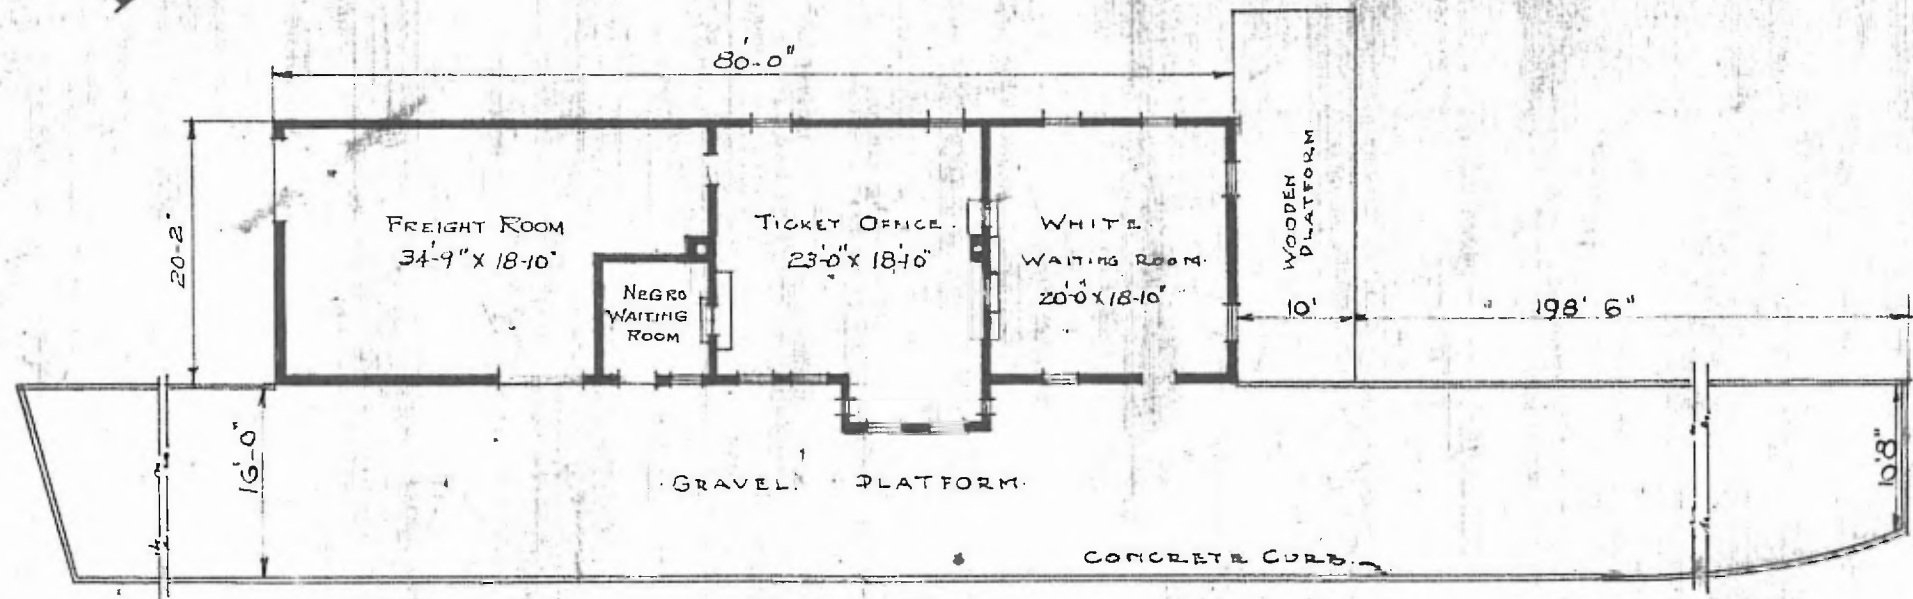 80'-0"
20-2"
FREIGHT ROOM
34'-9" X 18-10"
NEGRO
WAITING
ROOM
TICKET OFFICE.
23'-0" X 18'-10"
WHITE
WAITING ROOM.
20'-0" X 18-10"
WOODEN
PLATFORM
10'
198' 6"
16'-0"
GRAVEL. PLATFORM.
10'8"
CONCRETE CURB.